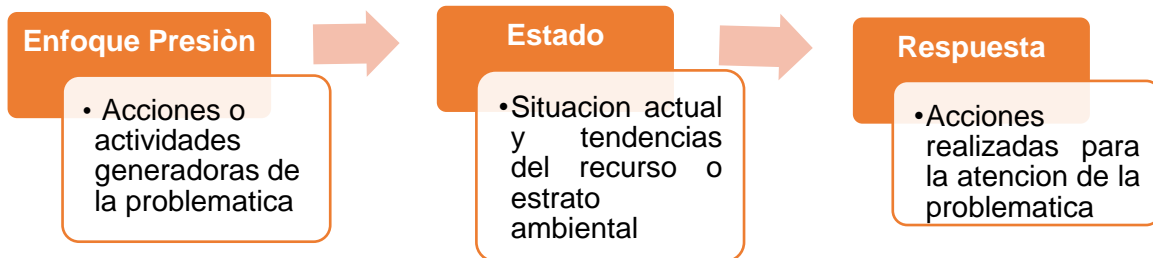 Enfoque Presiòn
• Acciones o
actividades
generadoras de
la problematica
Estado
•Situacion actual
y tendencias
del recurso o
estrato
ambiental
Respuesta
•Acciones
realizadas para
la atencion de la
problematica